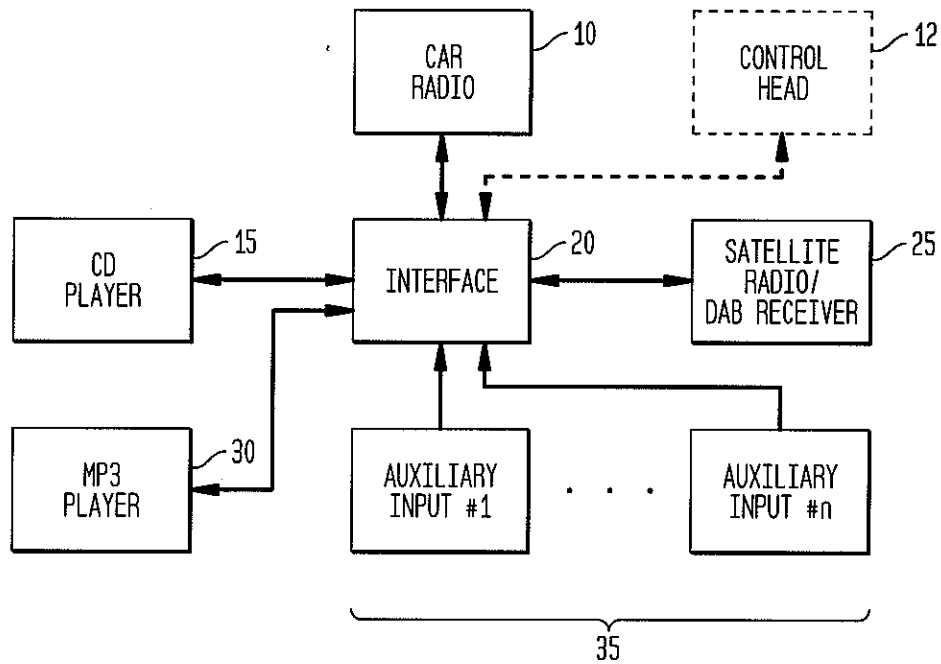 10
CAR
RADIO
12
CONTROL
HEAD
15
CD
PLAYER
20
INTERFACE
25
SATELLITE
RADIO/
DAB RECEIVER
30
MP3
PLAYER
AUXILIARY
INPUT #1
. . .
AUXILIARY
INPUT #n
35